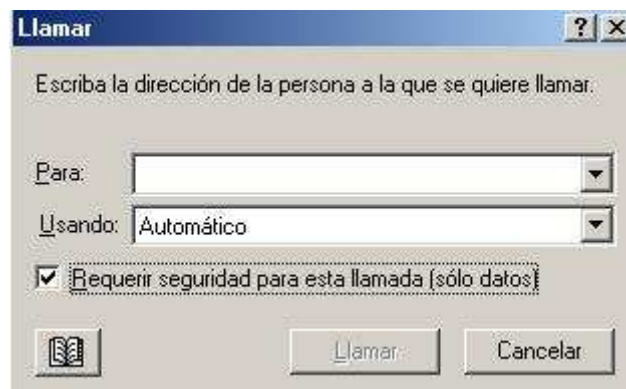 Llamar
Escriba la dirección de la persona a la que se quiere llamar.
Para:
Usando: Automático
Requerir seguridad para esta llamada (sólo datos)
Llamar Cancelar